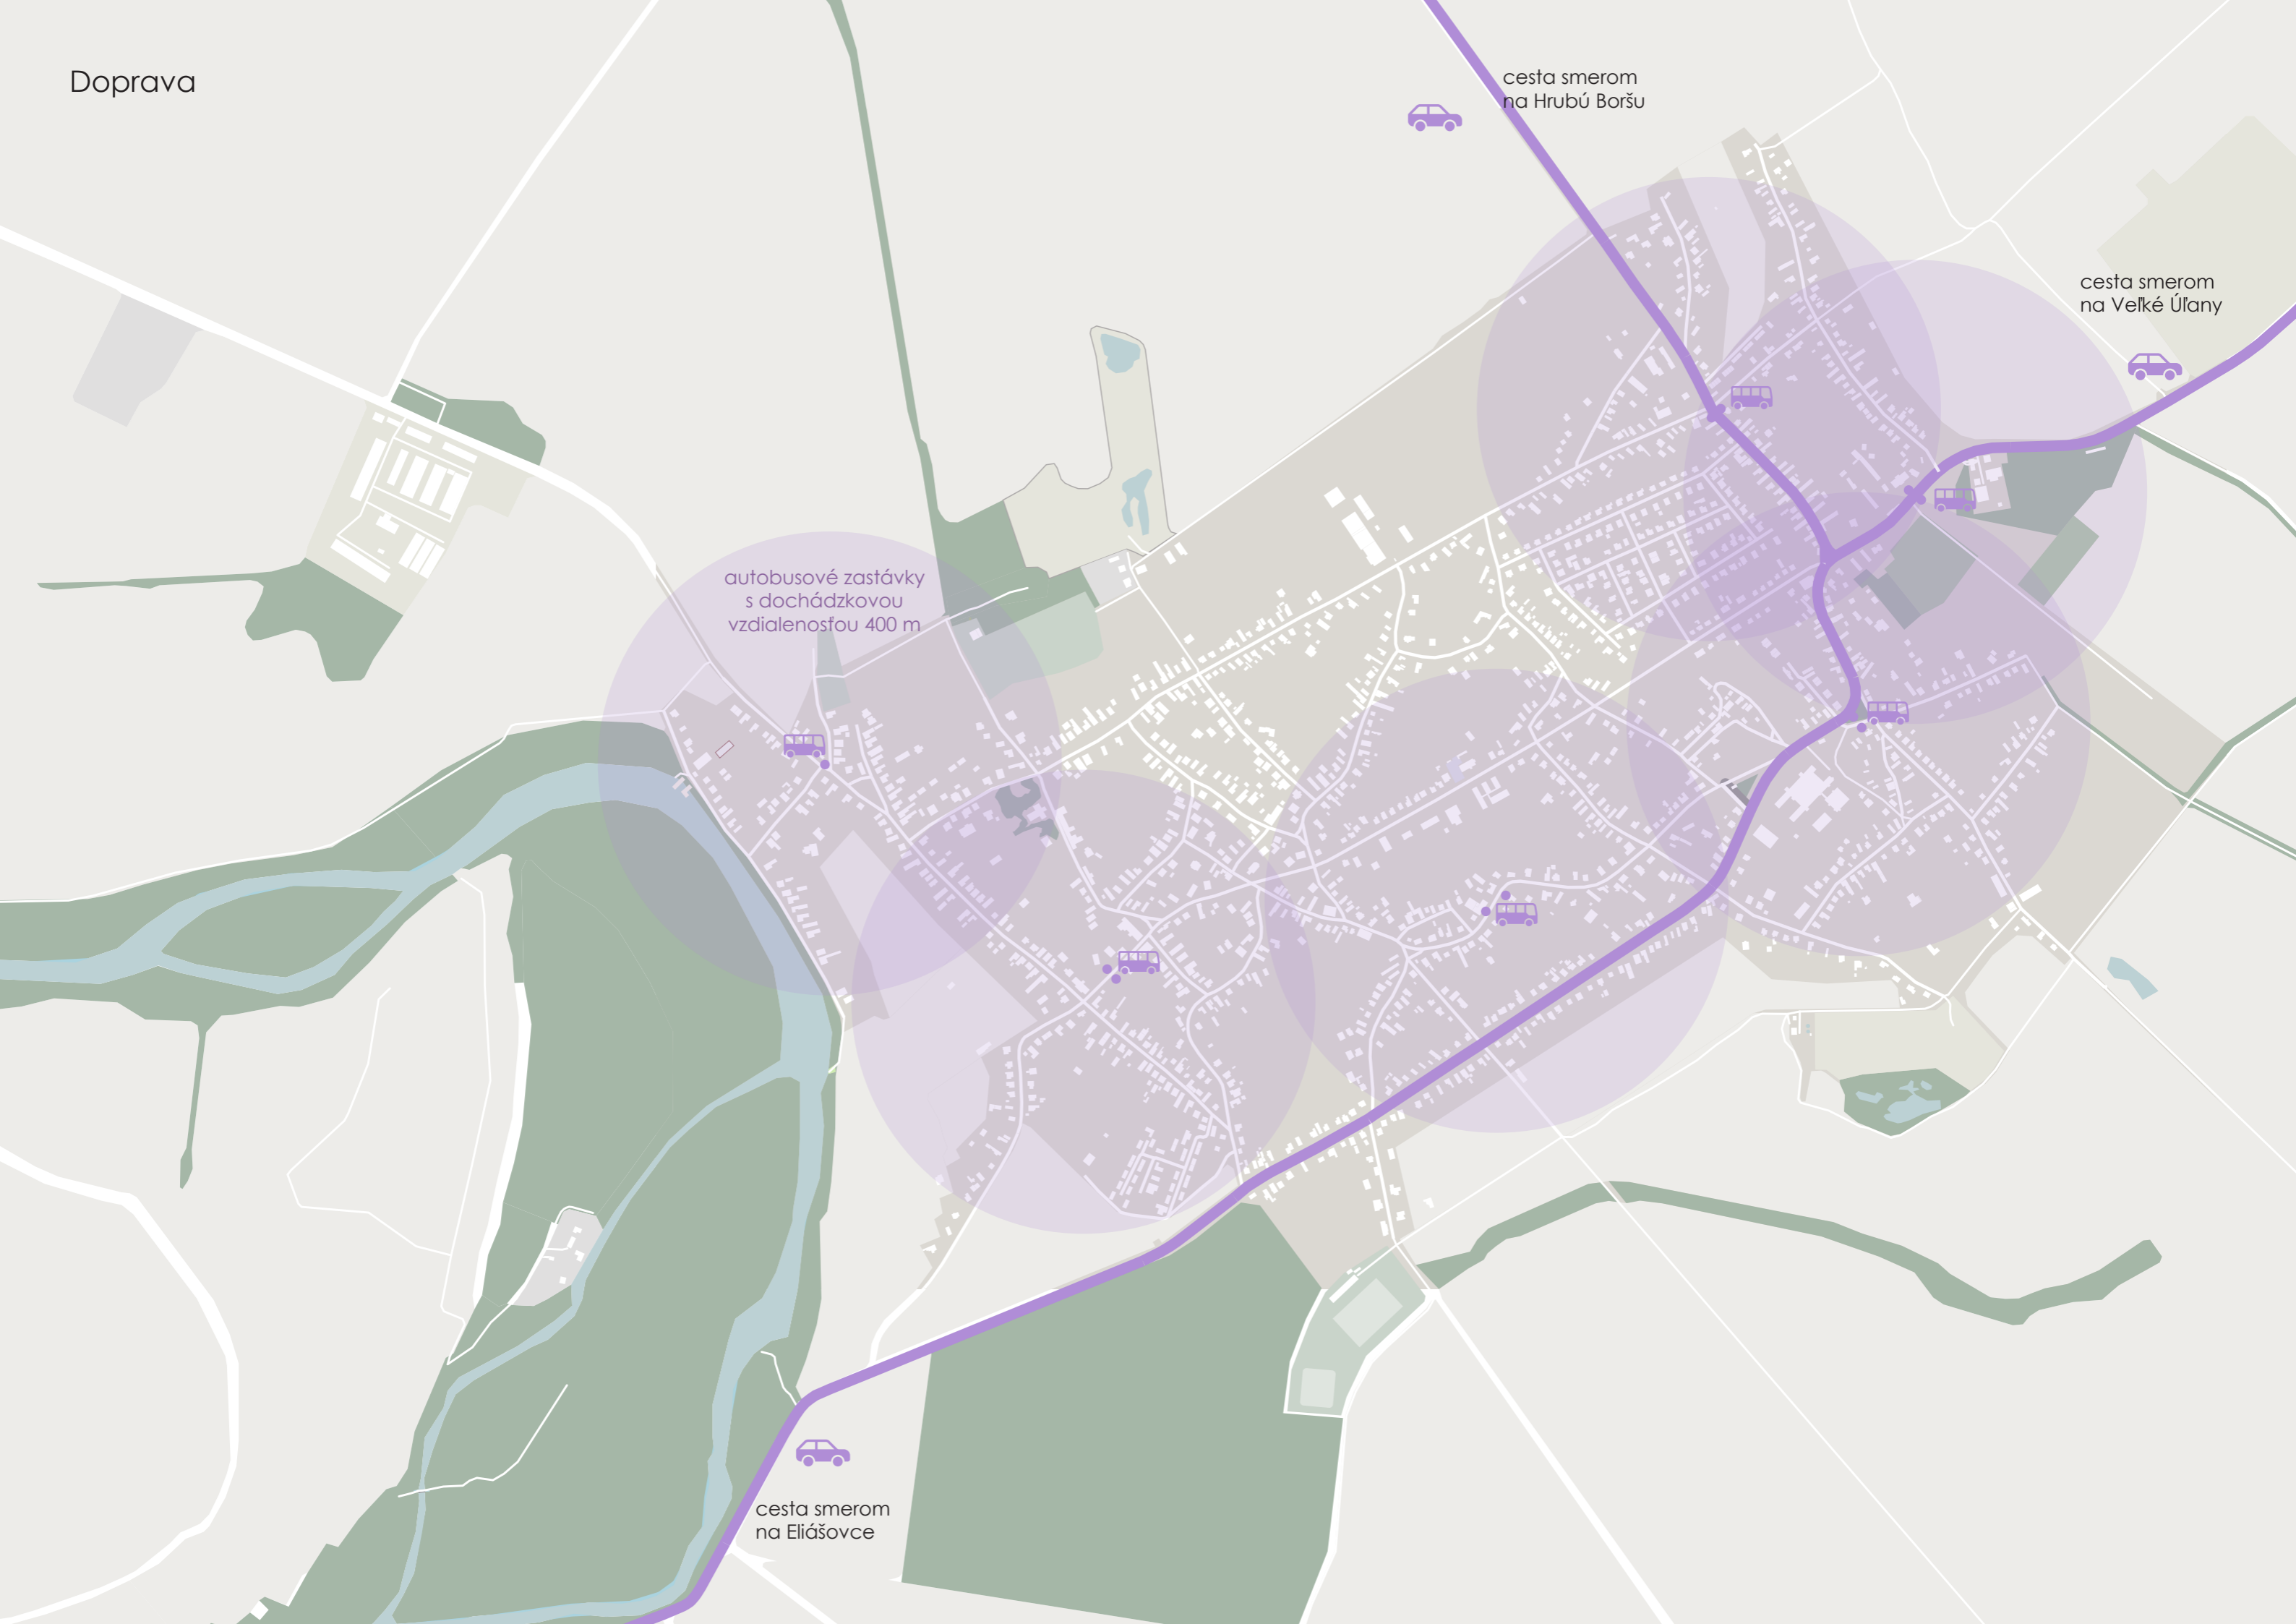 Doprava
cesta smerom
na Hrubú Boršu
cesta smerom
na Veľké Úľany
autobusové zastávky
s dochádzkovou
vzdialenosťou 400 m
cesta smerom
na Eliášovce